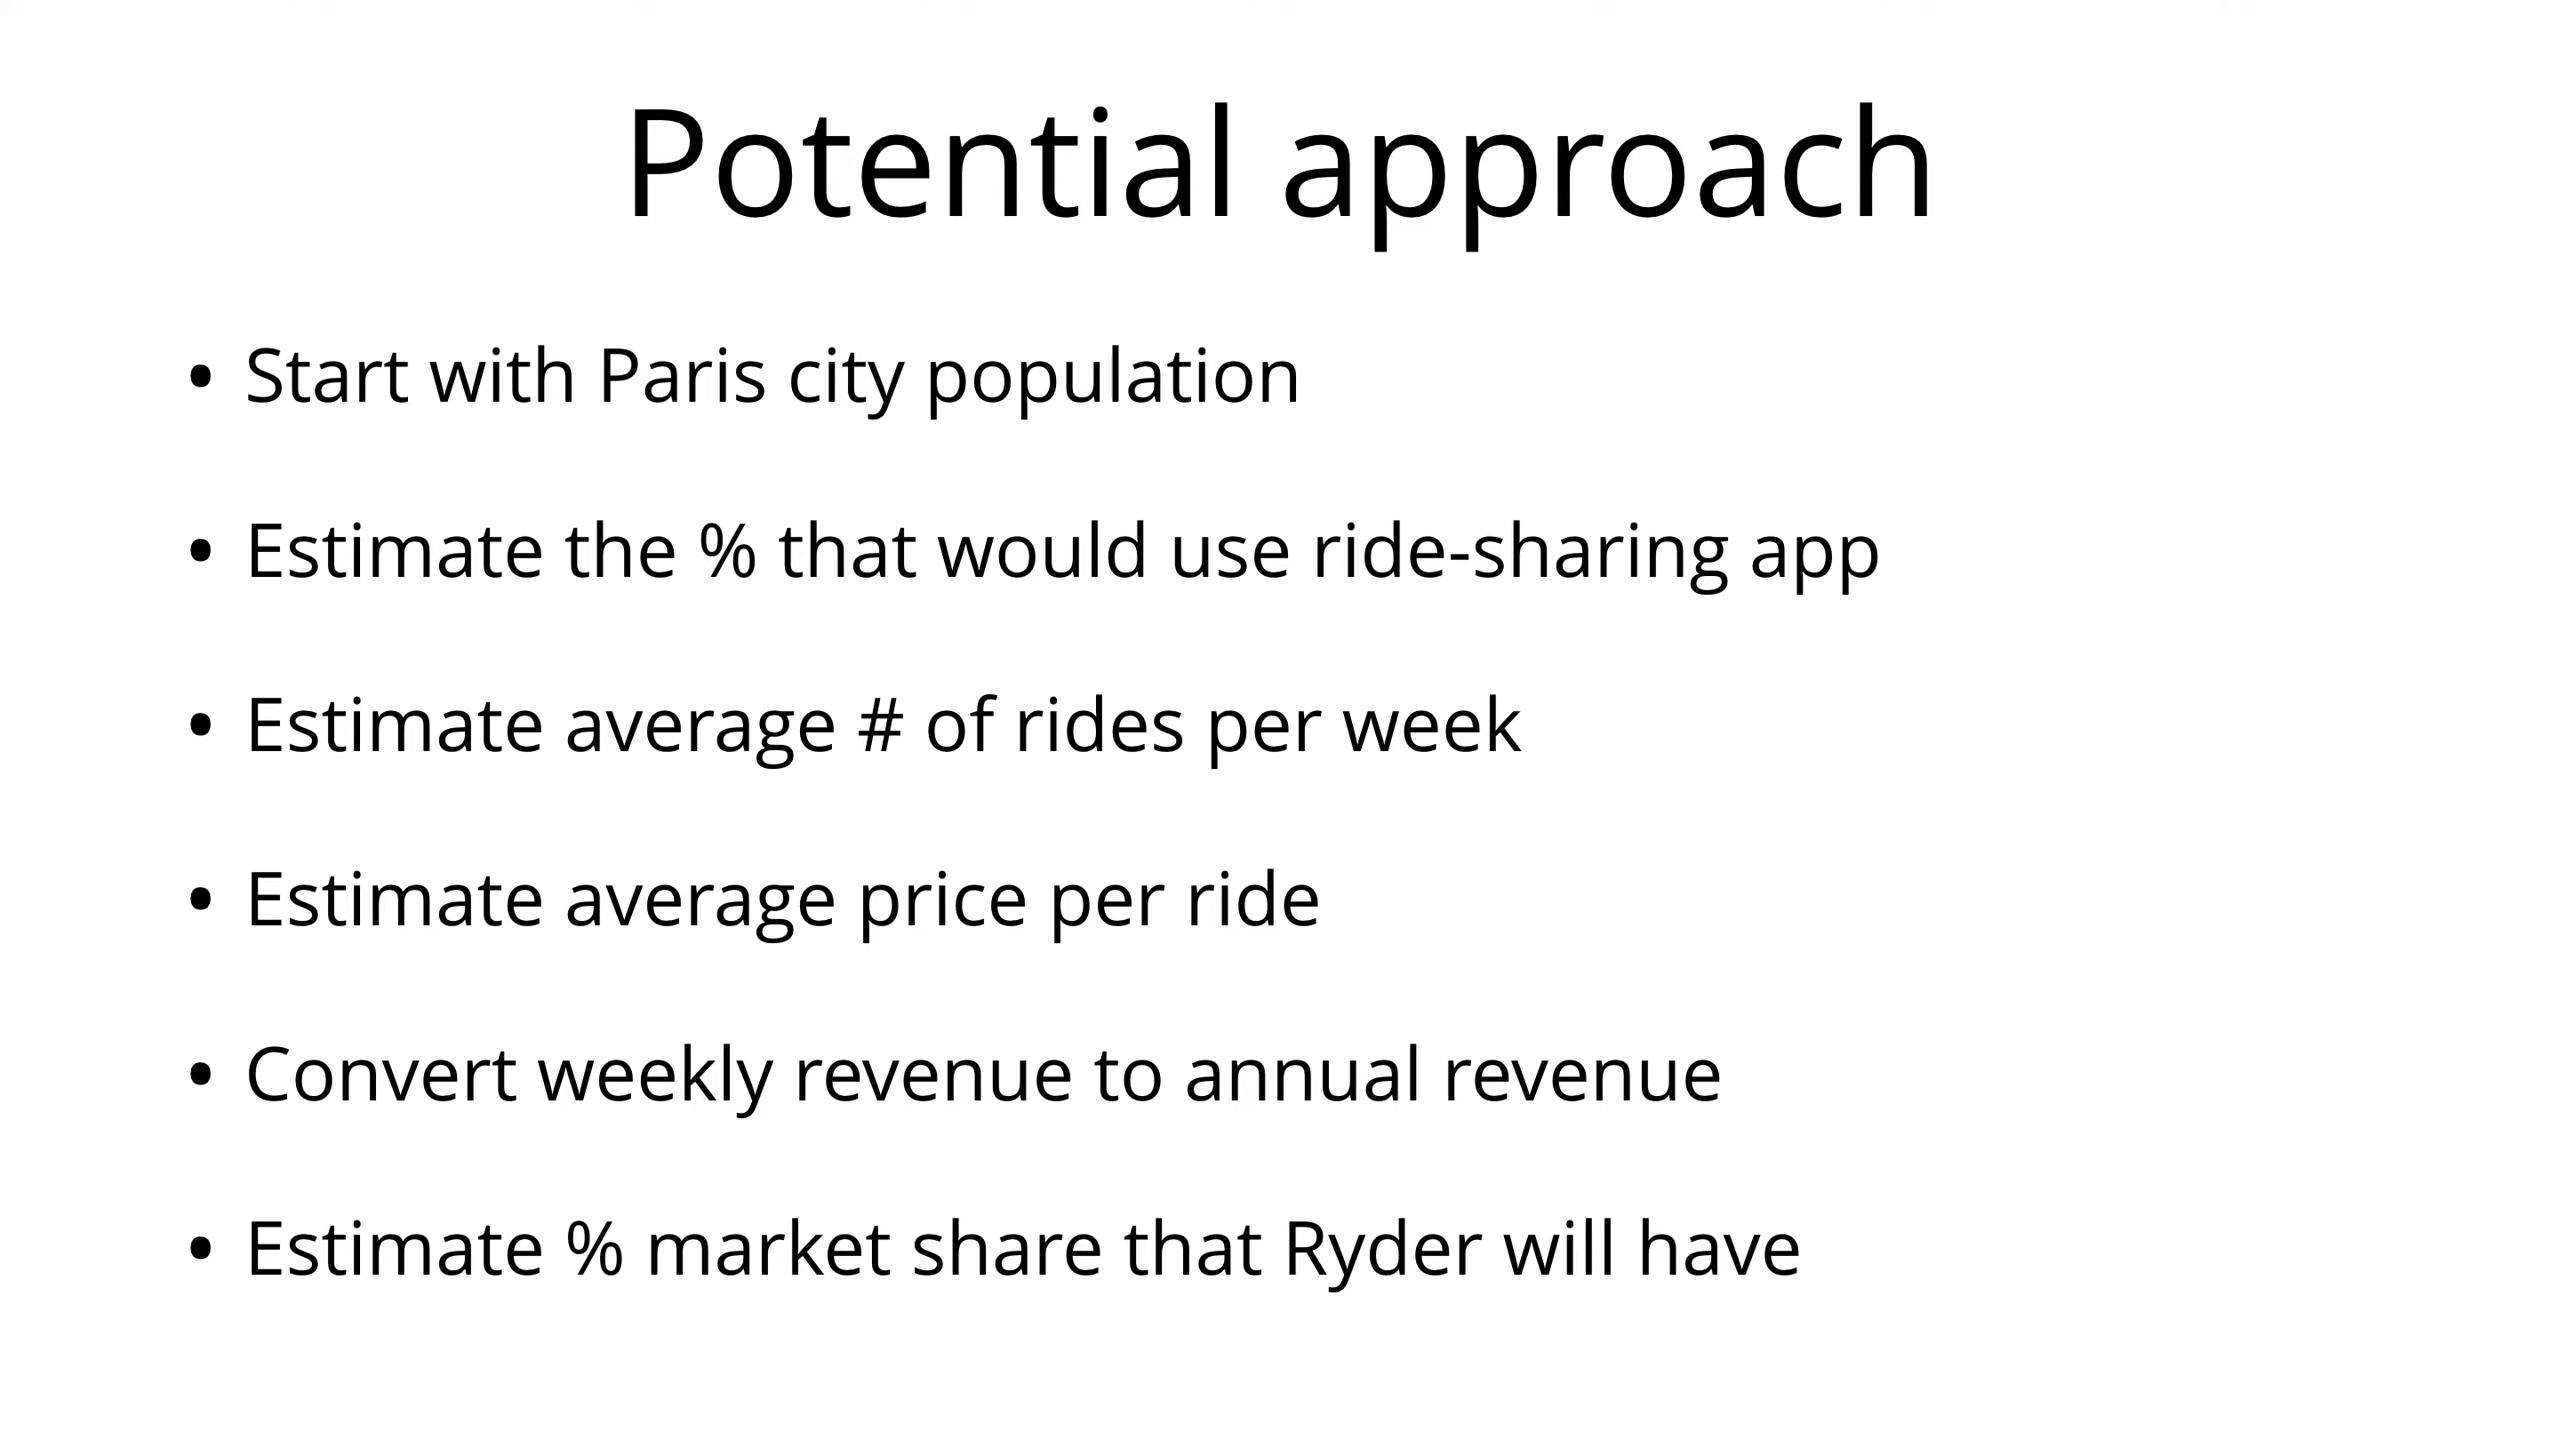 Potential approach
• Start with Paris city population
• Estimate the % that would use ride-sharing app
• Estimate average # of rides per week
• Estimate average price per ride
• Convert weekly revenue to annual revenue
• Estimate % market share that Ryder will have